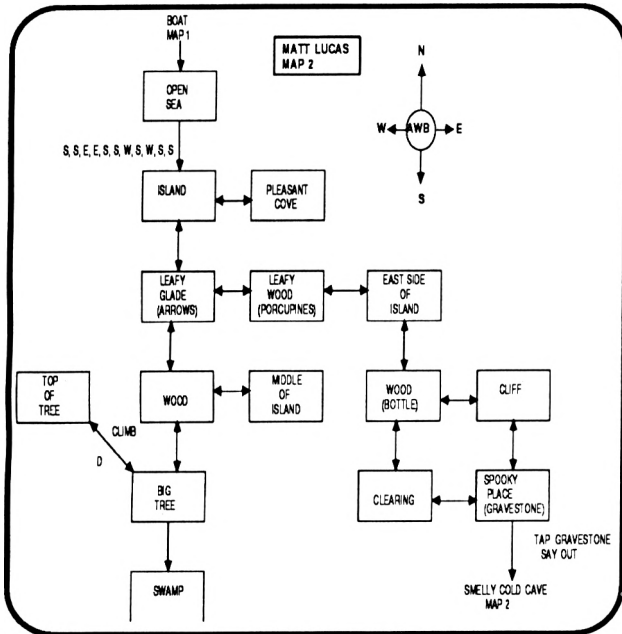 BOAT
MAP 1
MATT LUCAS
MAP 2
N
W
AWB
E
S
OPEN
SEA
S, S, E, E, S, S, W, S, W, S, S
ISLAND
PLEASANT
COVE
LEAFY
GLADE
(ARROWS)
LEAFY
WOOD
(PORCUPINES)
EAST SIDE
OF
ISLAND
TOP
OF
TREE
WOOD
MIDDLE
OF
ISLAND
WOOD
(BOTTLE)
CLIFF
CLIMB
D
BIG
TREE
CLEARING
SPOOKY
PLACE
(GRAVESTONE)
TAP GRAVESTONE
SAY OUT
SWAMP
SMELLY COLD CAVE
MAP 2